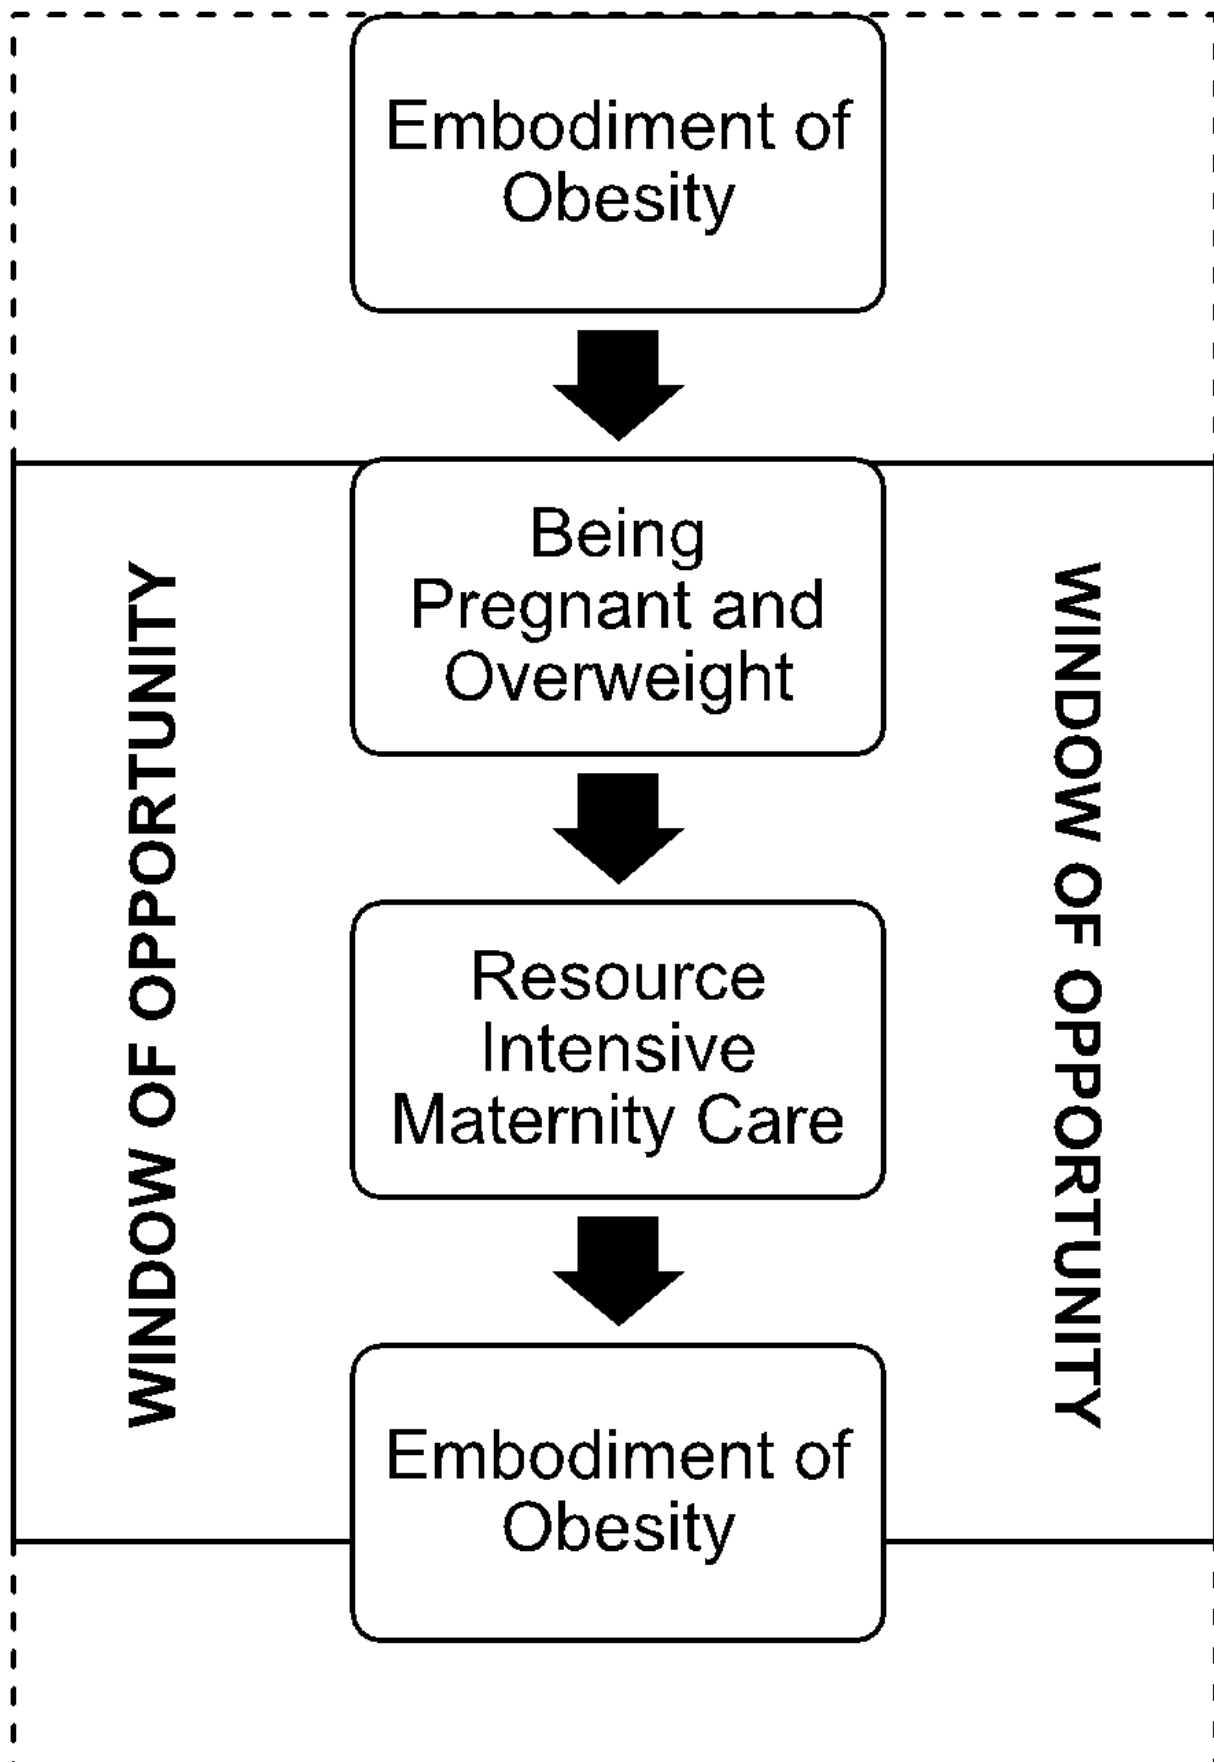 Embodiment of
Obesity
Being
Pregnant and
Overweight
WINDOW OF OPPORTUNITY
WINDOW OF OPPORTUNITY
Resource
Intensive
Maternity Care
Embodiment of
Obesity